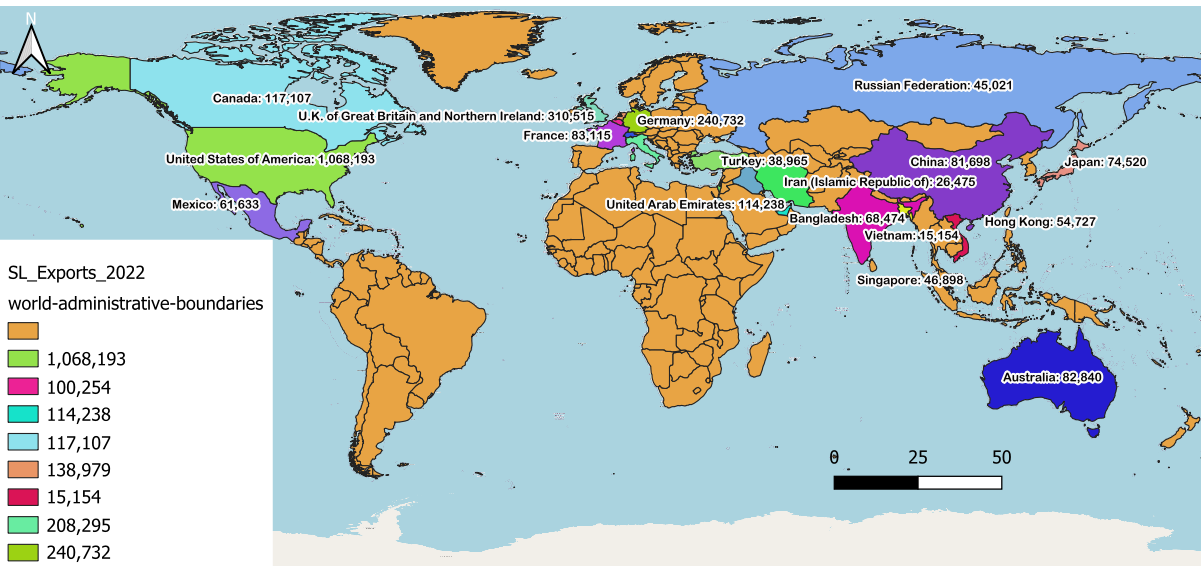 N
Canada: 117,107
Russian Federation: 45,021
U.K. of Great Britain and Northern Ireland: 310,515
Germany: 240,732
France: 83,115
United States of America: 1,068,193
Turkey: 38,965
China: 81,698
Japan: 74,520
Iran (Islamic Republic of): 26,475
Mexico: 61,633
United Arab Emirates: 114,238
Bangladesh: 68,474
Hong Kong: 54,727
Vietnam: 15,154
Singapore: 46,898
Australia: 82,840
SL_Exports_2022
world-administrative-boundaries
1,068,193
100,254
114,238
117,107
138,979
15,154
208,295
240,732
0 25 50